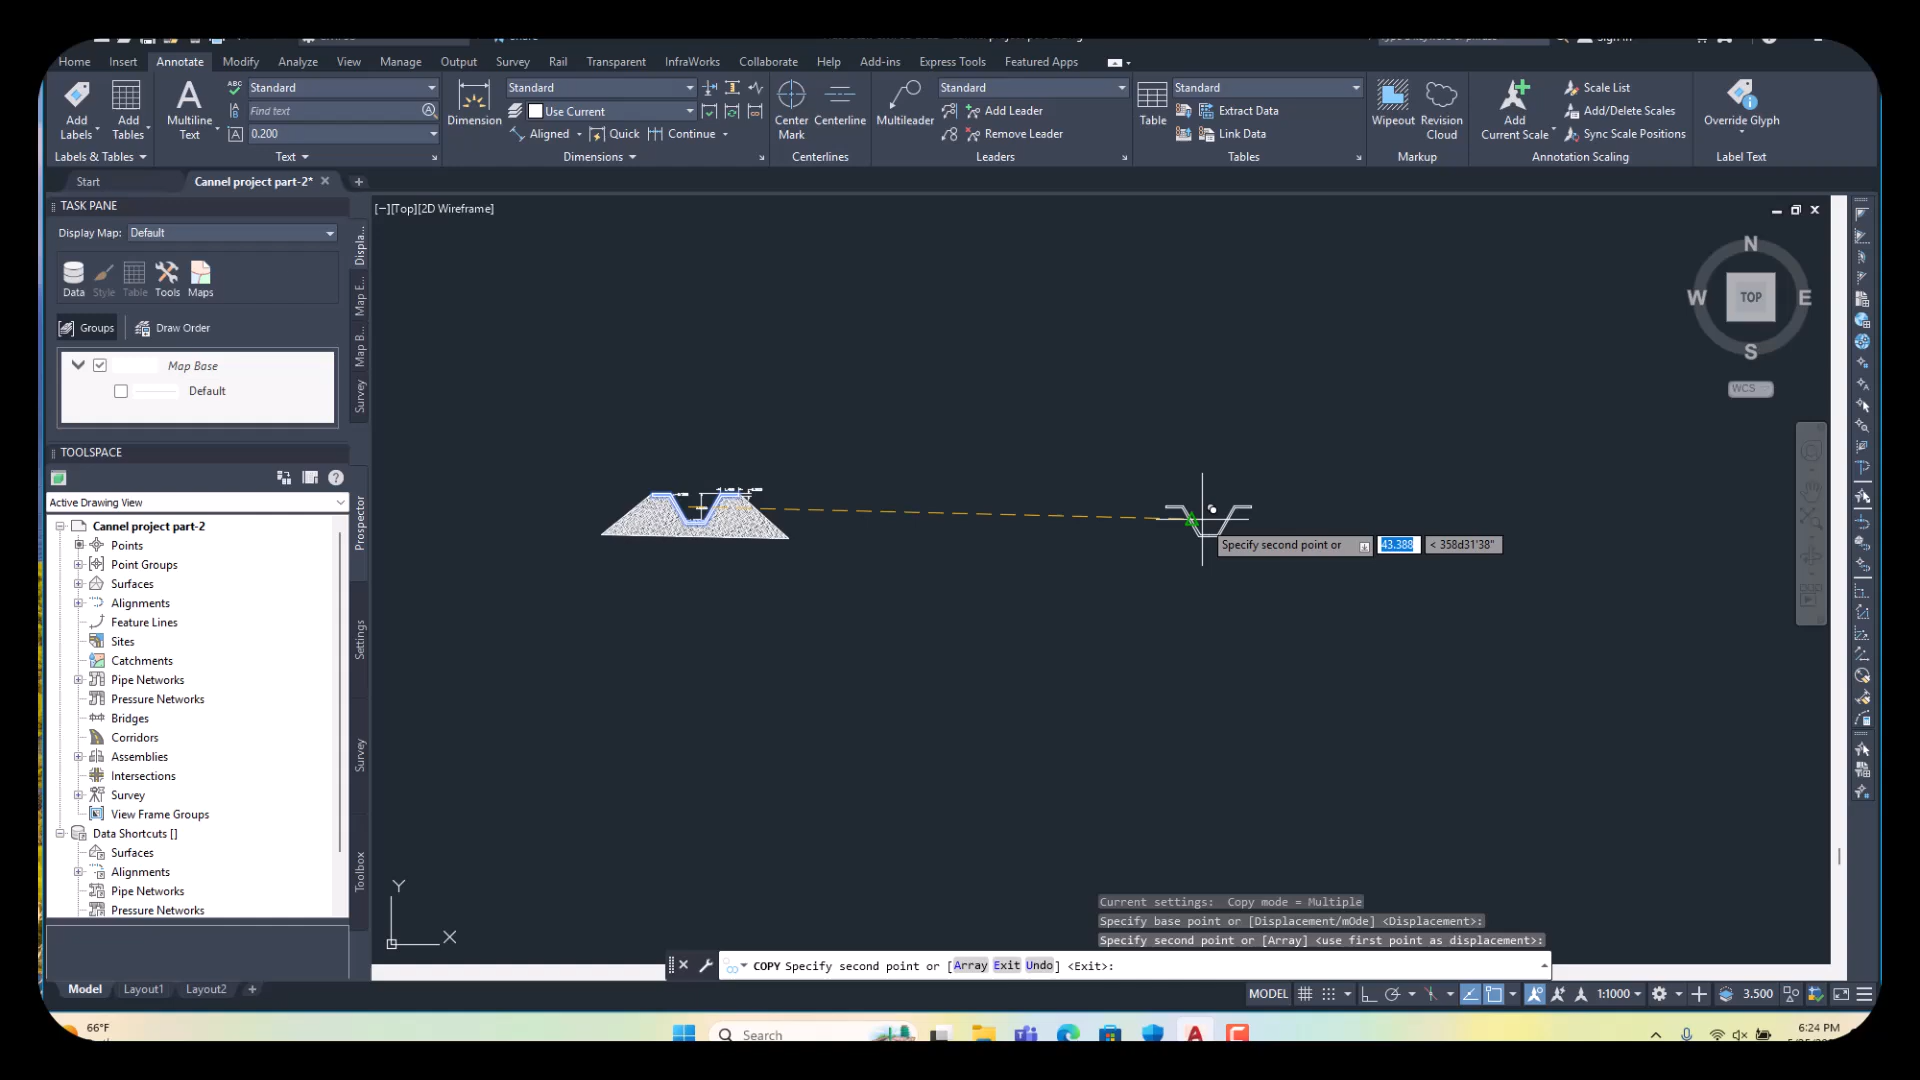 Home Insert Annotate Modify Analyze View Manage Output Survey Rail Transparent InfraWorks Collaborate Help Add-ins Express Tools Featured Apps
Add Labels
Add Tables
Labels & Tables
Multiline Text
Standard
Find text
0.200
Text
Dimension
Standard
Use Current
Aligned Quick Continue
Dimensions
Center Mark
Centerline
Centerlines
Multileader
Standard
Add Leader
Remove Leader
Leaders
Table
Standard
Extract Data
Link Data
Tables
Wipeout
Revision Cloud
Markup
Add Current Scale
Scale List
Add/Delete Scales
Sync Scale Positions
Annotation Scaling
Override Glyph
Label Text
Start
Cannel project part-2*
TASK PANE
Display Map: Default
Data Style Table Tools Maps
Groups Draw Order
Map Base
Default
Displa...
Map E...
Map B...
Survey
[−][Top][2D Wireframe]
N
W TOP E
S
WCS
TOOLSPACE
Active Drawing View
Cannel project part-2
Points
Point Groups
Surfaces
Alignments
Feature Lines
Sites
Catchments
Pipe Networks
Pressure Networks
Bridges
Corridors
Assemblies
Intersections
Survey
View Frame Groups
Data Shortcuts []
Surfaces
Alignments
Pipe Networks
Pressure Networks
Prospector
Settings
Survey
Toolbox
Specify second point or 43.388 < 358d31'38"
Y
X
Current settings: Copy mode = Multiple
Specify base point or [Displacement/mOde] <Displacement>:
Specify second point or [Array] <use first point as displacement>:
COPY Specify second point or [Array Exit Undo] <Exit>:
Model Layout1 Layout2
MODEL 1:1000 3.500
66°F
Search
6:24 PM